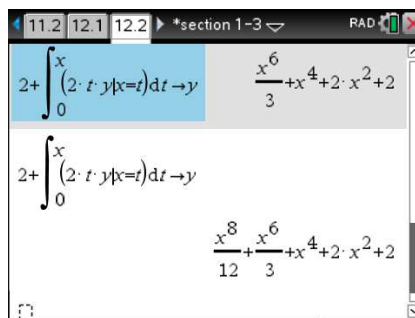 11.2 12.1 12.2 *section 1-3 RAD
2+∫₀ˣ(2·t·y|x=t)dt→y
x⁶/3+x⁴+2·x²+2
2+∫₀ˣ(2·t·y|x=t)dt→y
x⁸/12+x⁶/3+x⁴+2·x²+2